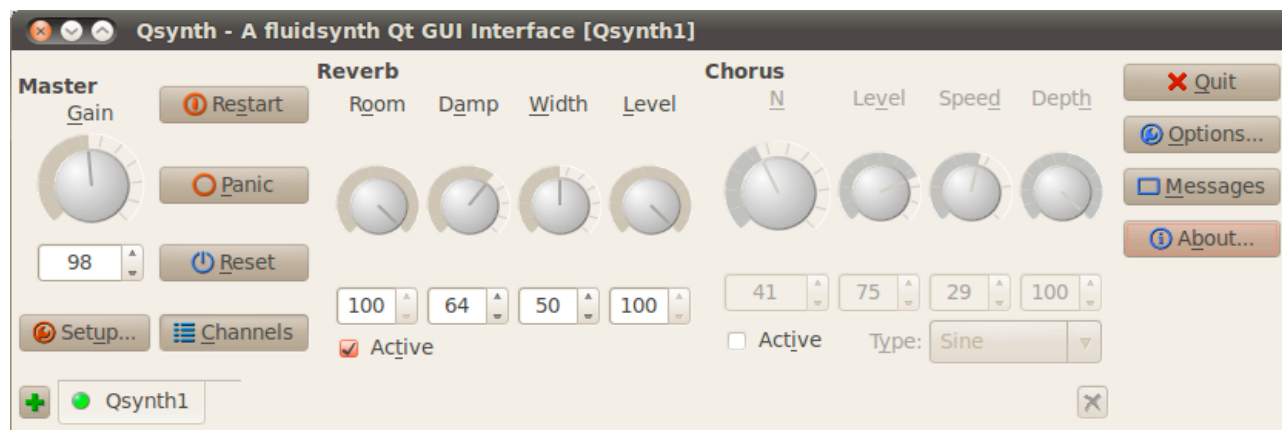 Qsynth - A fluidsynth Qt GUI Interface [Qsynth1]
Master
Gain
98
Setup...
Restart
Panic
Reset
Channels
Reverb
Room Damp Width Level
100 64 50 100
Active
Chorus
N Level Speed Depth
41 75 29 100
Active Type: Sine
Quit
Options...
Messages
About...
Qsynth1